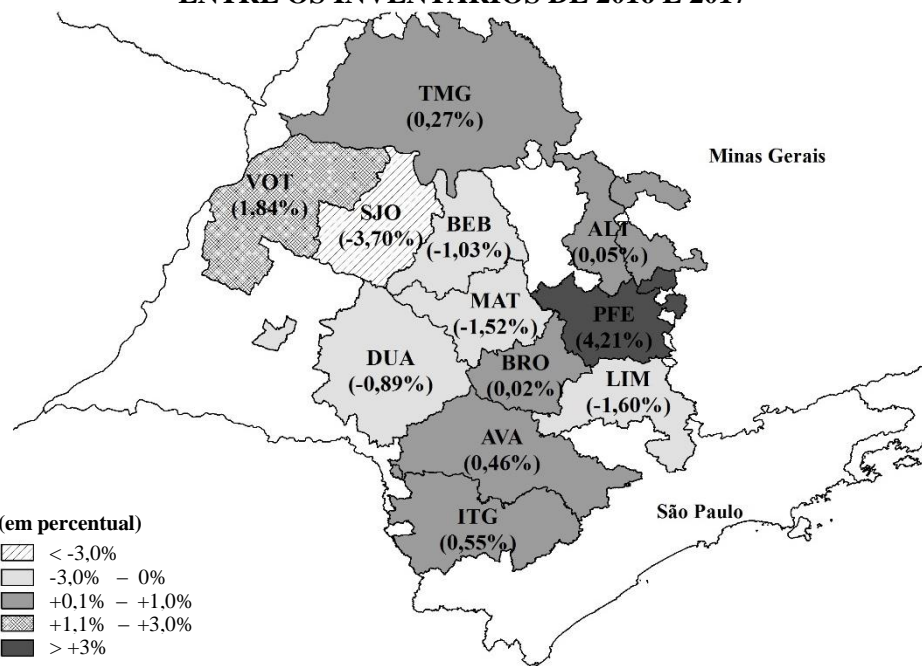 ENTRE OS INVENTÁRIOS DE 2016 E 2017
TMG
(0,27%)
Minas Gerais
VOT
(1,84%)
SJO
(-3,70%)
BEB
(-1,03%)
ALT
(0,05%)
MAT
(-1,52%)
PFE
(4,21%)
DUA
(-0,89%)
BRO
(0,02%)
LIM
(-1,60%)
AVA
(0,46%)
ITG
(0,55%)
São Paulo
(em percentual)
< -3,0%
-3,0% – 0%
+0,1% – +1,0%
+1,1% – +3,0%
> +3%